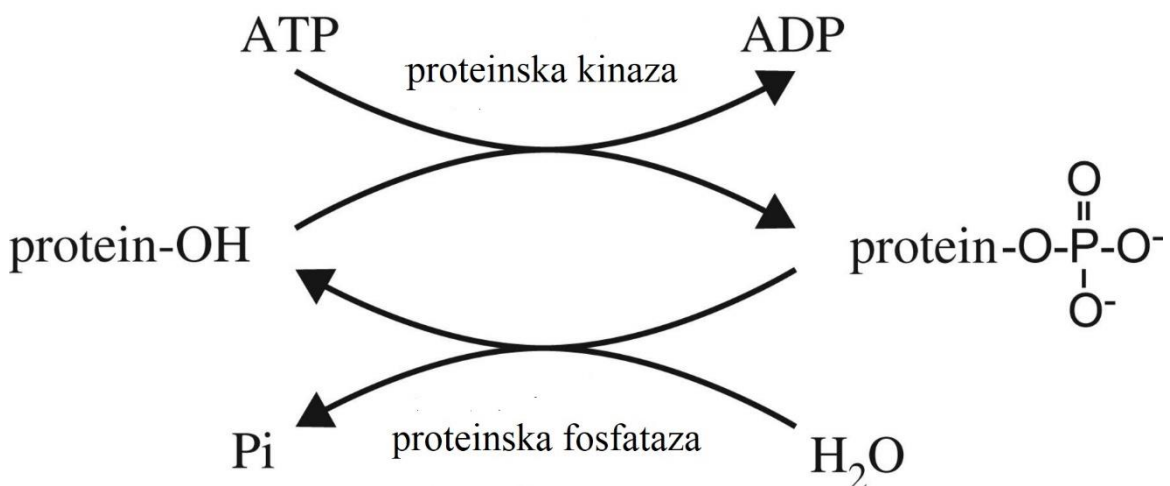 ATP
proteinska kinaza
ADP
protein-OH
protein-O-P-O⁻
O
O⁻
Pi
proteinska fosfataza
H₂O